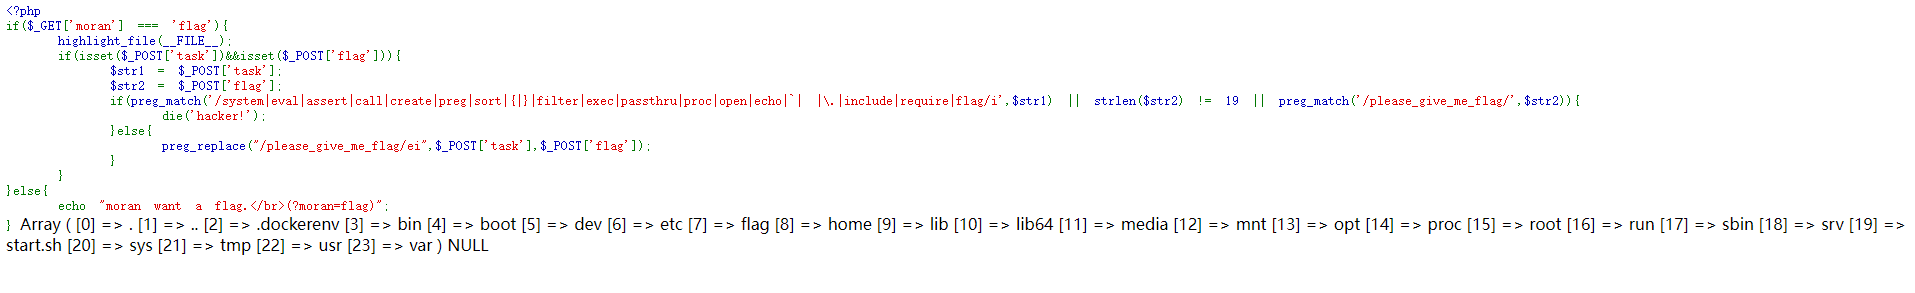 <?php
if($_GET['moran'] === 'flag'){
highlight_file(__FILE__);
if(isset($_POST['task'])&&isset($_POST['flag'])){
$str1 = $_POST['task'];
$str2 = $_POST['flag'];
if(preg_match('/system|eval|assert|call|create|preg|sort|{|}|filter|exec|passthru|proc|open|echo|`| |\.|include|require|flag/i',$str1) || strlen($str2) != 19 || preg_match('/please_give_me_flag/',$str2)){
die('hacker!');
}else{
preg_replace("/please_give_me_flag/ei",$_POST['task'],$_POST['flag']);
}
}
}else{
echo "moran want a flag.</br>(?moran=flag)";
} Array ( [0] => . [1] => .. [2] => .dockerenv [3] => bin [4] => boot [5] => dev [6] => etc [7] => flag [8] => home [9] => lib [10] => lib64 [11] => media [12] => mnt [13] => opt [14] => proc [15] => root [16] => run [17] => sbin [18] => srv [19] =>
start.sh [20] => sys [21] => tmp [22] => usr [23] => var ) NULL